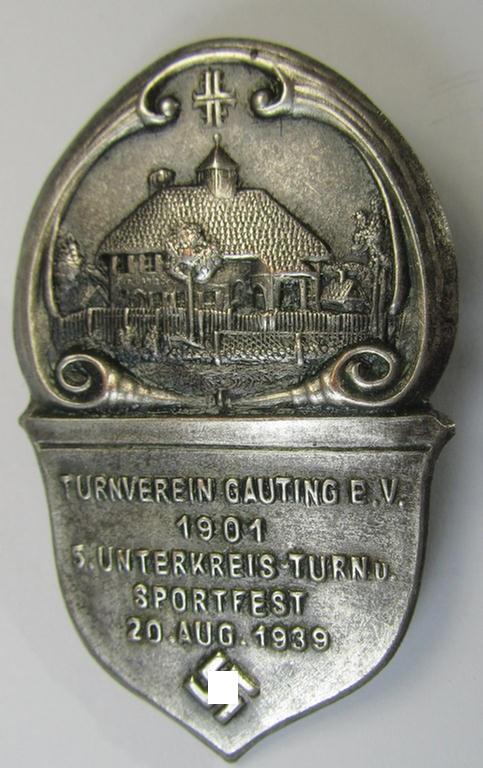 TURNVEREIN GAUTING E.V.
1901
5. UNTERKREIS-TURN.U.
SPORTFEST
20. AUG. 1939